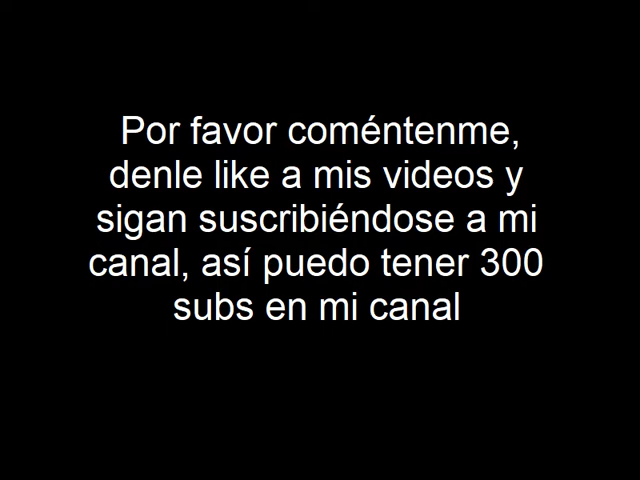 Por favor coméntenme,
denle like a mis videos y
sigan suscribiéndose a mi
canal, así puedo tener 300
subs en mi canal